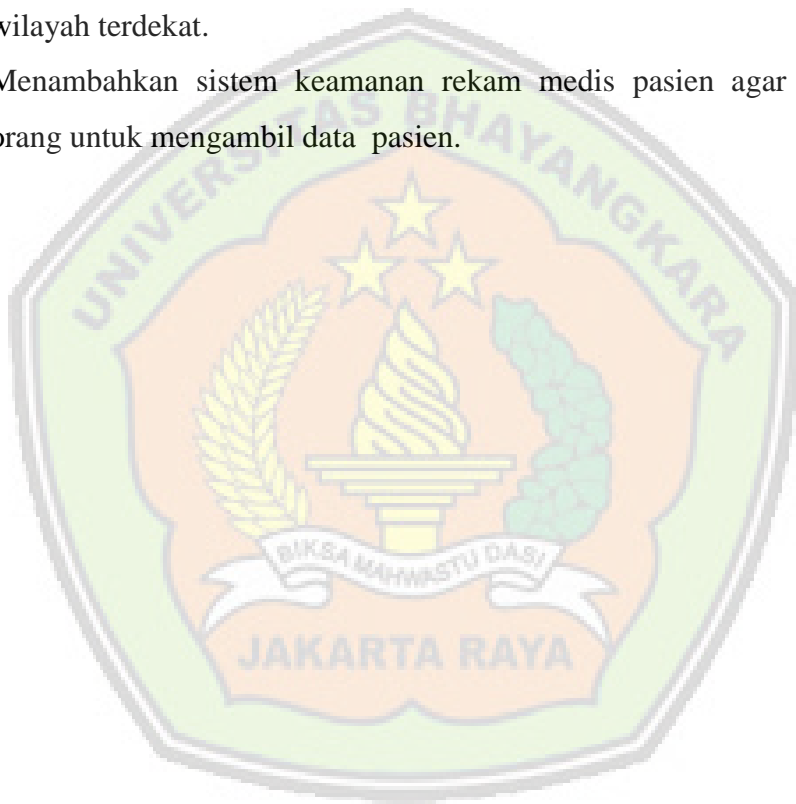 wilayah terdekat.
Menambahkan sistem keamanan rekam medis pasien agar
orang untuk mengambil data pasien.
UNIVERSITAS BHAYANGKARA
BIKSA MAHWASTU DASI
JAKARTA RAYA